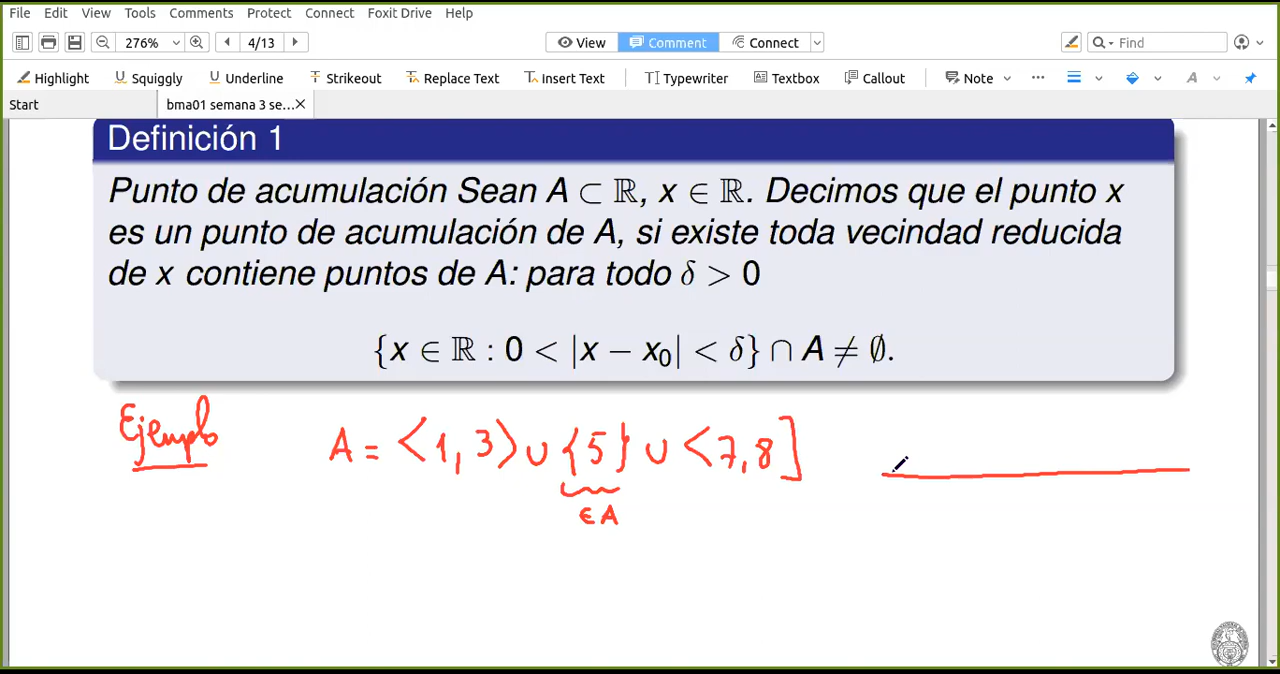 File Edit View Tools Comments Protect Connect Foxit Drive Help
276% 4/13 View Comment Connect Find
Highlight Squiggly Underline Strikeout Replace Text Insert Text Typewriter Textbox Callout Note ... A
Start bma01 semana 3 se...
Definición 1
Punto de acumulación Sean A ⊂ ℝ, x ∈ ℝ. Decimos que el punto x
es un punto de acumulación de A, si existe toda vecindad reducida
de x contiene puntos de A: para todo δ > 0
{x ∈ ℝ : 0 < |x − x₀| < δ} ∩ A ≠ ∅.
Ejemplo A = <1, 3> ∪ {5} ∪ <7, 8]
∈ A